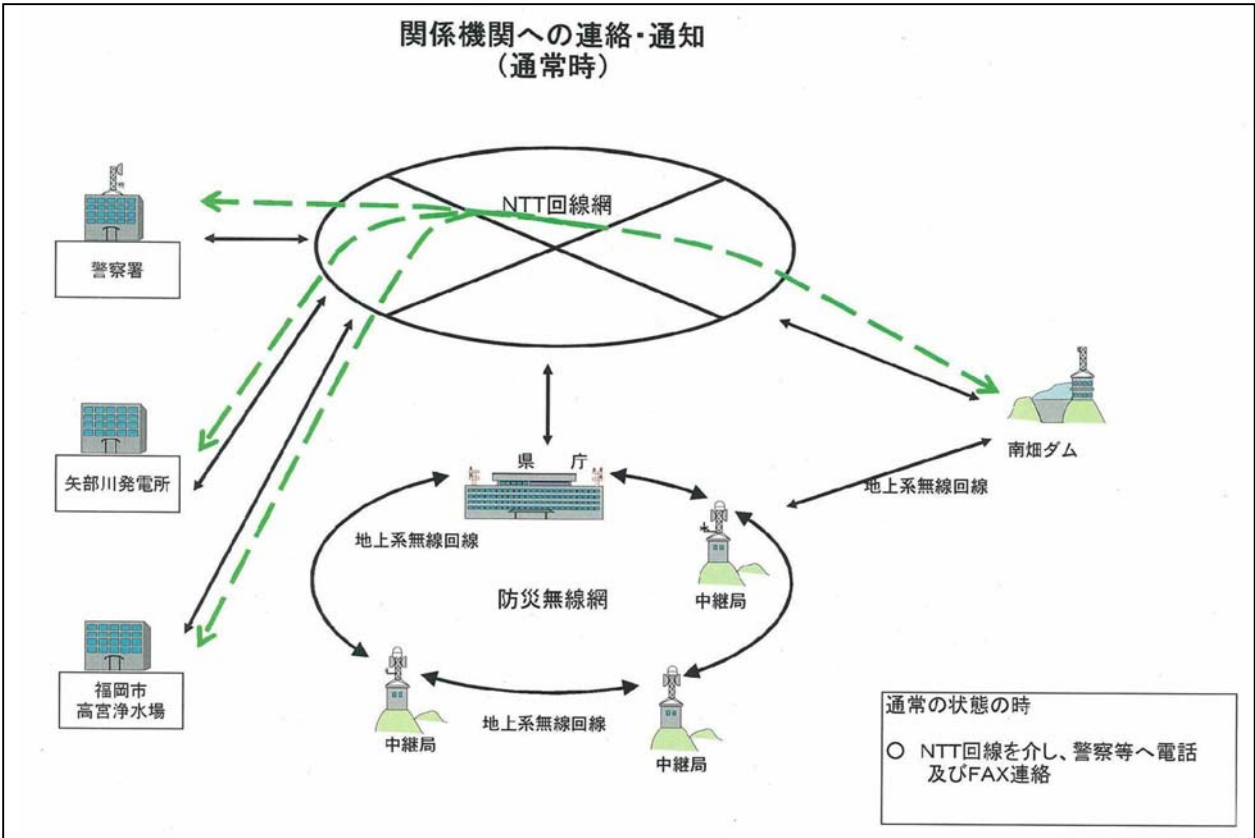 関係機関への連絡・通知
(通常時)
NTT回線網
警察署
矢部川発電所
南畑ダム
県 庁
地上系無線回線
地上系無線回線
中継局
防災無線網
福岡市
高宮浄水場
地上系無線回線
中継局
中継局
通常の状態の時
○ NTT回線を介し、警察等へ電話
及びFAX連絡